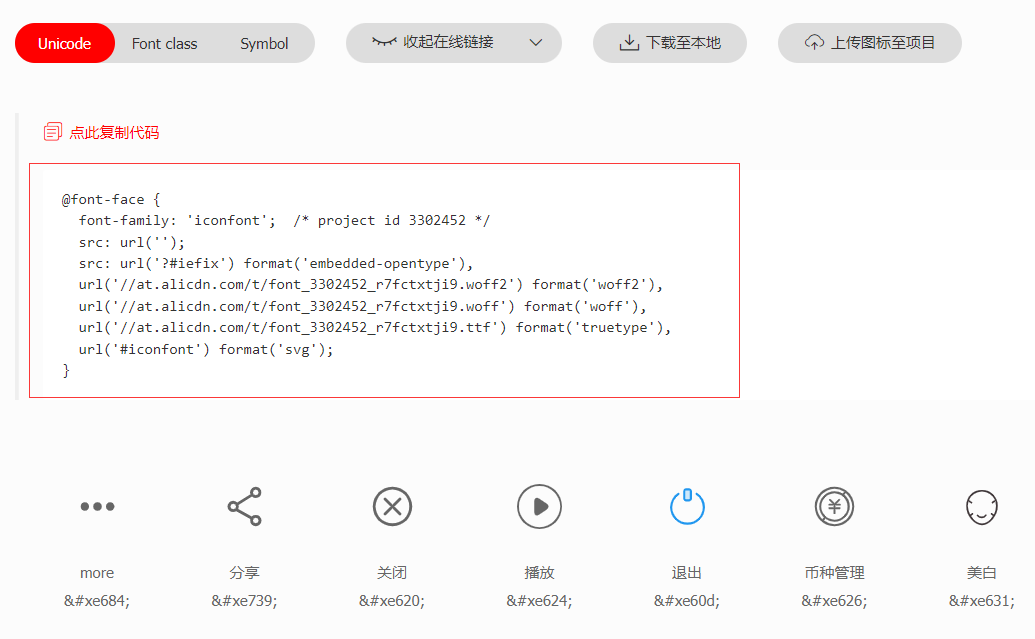 Unicode Font class Symbol 收起在线链接 下载至本地 上传图标至项目
点此复制代码
@font-face {
font-family: 'iconfont'; /* project id 3302452 */
src: url('');
src: url('?#iefix') format('embedded-opentype'),
url('//at.alicdn.com/t/font_3302452_r7fctxtji9.woff2') format('woff2'),
url('//at.alicdn.com/t/font_3302452_r7fctxtji9.woff') format('woff'),
url('//at.alicdn.com/t/font_3302452_r7fctxtji9.ttf') format('truetype'),
url('#iconfont') format('svg');
}
more 分享 关闭 播放 退出 币种管理 美白
&#xe684; &#xe739; &#xe620; &#xe624; &#xe60d; &#xe626; &#xe631;